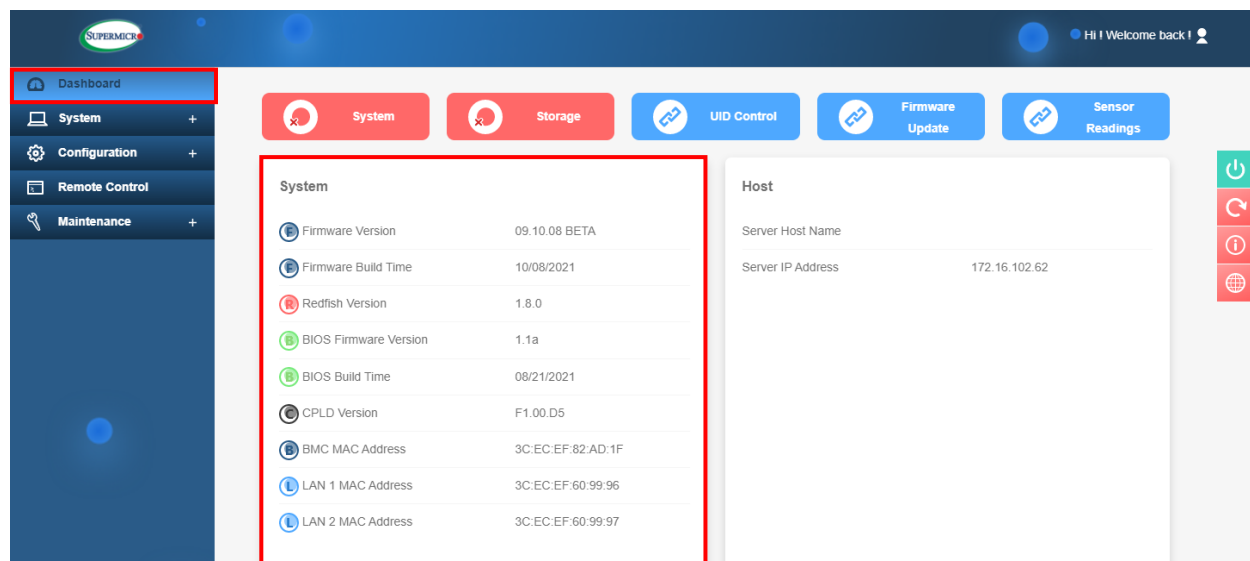 SUPERMICRO
Hi ! Welcome back !
Dashboard
System +
Configuration +
Remote Control
Maintenance +
System
Storage
UID Control
Firmware
Update
Sensor
Readings
System
F Firmware Version 09.10.08 BETA
F Firmware Build Time 10/08/2021
R Redfish Version 1.8.0
B BIOS Firmware Version 1.1a
B BIOS Build Time 08/21/2021
C CPLD Version F1.00.D5
B BMC MAC Address 3C:EC:EF:82:AD:1F
L LAN 1 MAC Address 3C:EC:EF:60:99:96
L LAN 2 MAC Address 3C:EC:EF:60:99:97
Host
Server Host Name
Server IP Address 172.16.102.62